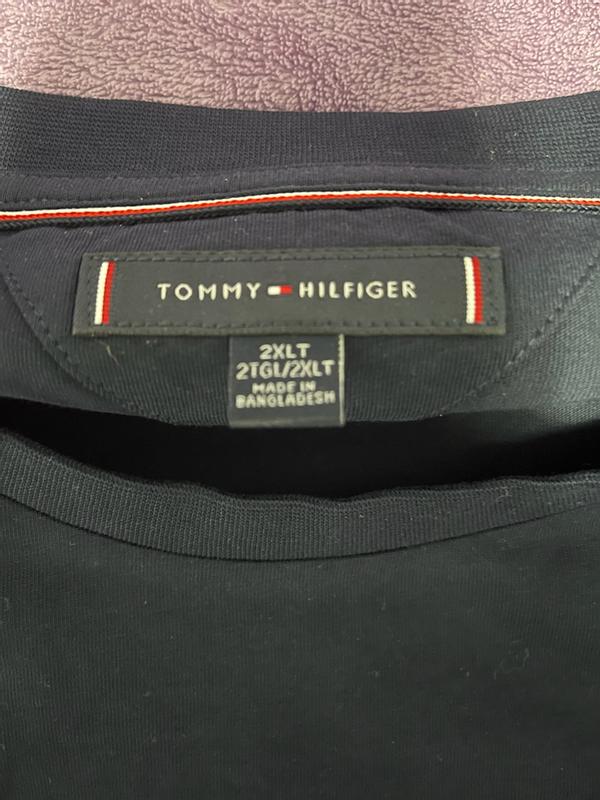 TOMMY HILFIGER
2XLT
2TGL/2XLT
MADE IN
BANGLADESH